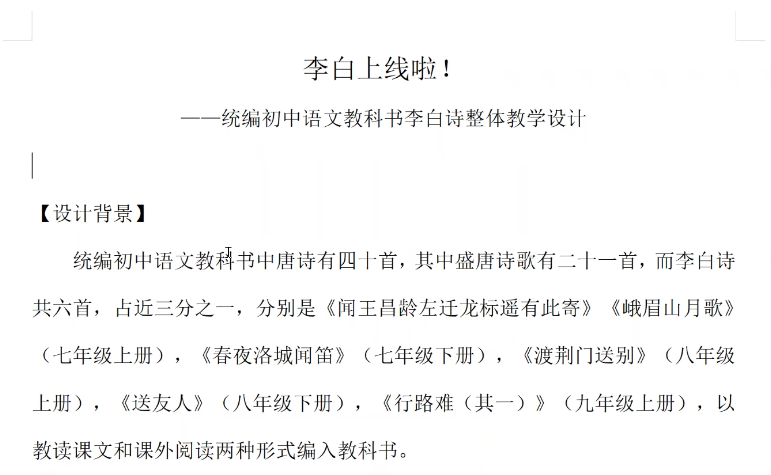 李白上线啦！
——统编初中语文教科书李白诗整体教学设计
【设计背景】
统编初中语文教科书中唐诗有四十首，其中盛唐诗歌有二十一首，而李白诗
共六首，占近三分之一，分别是《闻王昌龄左迁龙标遥有此寄》《峨眉山月歌》
（七年级上册），《春夜洛城闻笛》（七年级下册），《渡荆门送别》（八年级
上册），《送友人》（八年级下册），《行路难（其一）》（九年级上册），以
教读课文和课外阅读两种形式编入教科书。